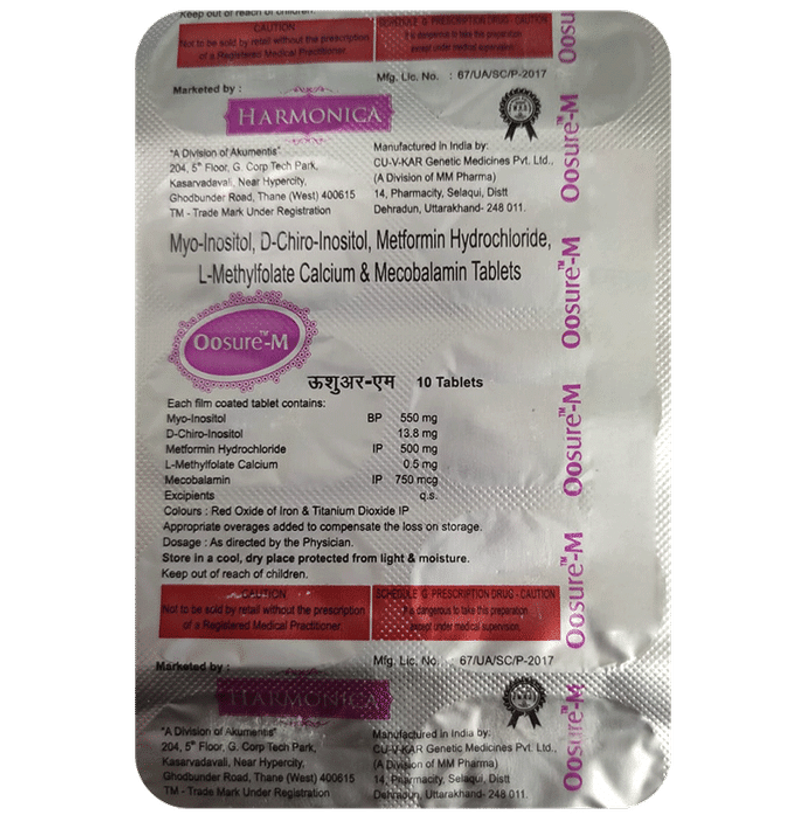 Keep out of reach of children.
CAUTION
Not to be sold by retail without the prescription
of a Registered Medical Practitioner.
SCHEDULE G PRESCRIPTION DRUG - CAUTION
It is dangerous to take this preparation
except under medical supervision.
Mfg. Lic. No. : 67/UA/SC/P-2017
Marketed by :
HARMONICA
"A Division of Akumentis"
204, 5th Floor, G. Corp Tech Park,
Kasarvadavali, Near Hypercity,
Ghodbunder Road, Thane (West) 400615
TM - Trade Mark Under Registration
Manufactured in India by:
CU-V-KAR Genetic Medicines Pvt. Ltd.,
(A Division of MM Pharma)
14, Pharmacity, Selaqui, Distt
Dehradun, Uttarakhand- 248 011.
Myo-Inositol, D-Chiro-Inositol, Metformin Hydrochloride,
L-Methylfolate Calcium & Mecobalamin Tablets
Oosure™-M
ऊशुअर-एम 10 Tablets
Each film coated tablet contains:
Myo-Inositol BP 550 mg
D-Chiro-Inositol 13.8 mg
Metformin Hydrochloride IP 500 mg
L-Methylfolate Calcium 0.5 mg
Mecobalamin IP 750 mcg
Excipients q.s.
Colours : Red Oxide of Iron & Titanium Dioxide IP
Appropriate overages added to compensate the loss on storage.
Dosage : As directed by the Physician.
Store in a cool, dry place protected from light & moisture.
Keep out of reach of children.
CAUTION
Not to be sold by retail without the prescription
of a Registered Medical Practitioner.
SCHEDULE G PRESCRIPTION DRUG - CAUTION
It is dangerous to take this preparation
except under medical supervision.
Mfg. Lic. No. : 67/UA/SC/P-2017
Marketed by :
HARMONICA
"A Division of Akumentis"
204, 5th Floor, G. Corp Tech Park,
Kasarvadavali, Near Hypercity,
Ghodbunder Road, Thane (West) 400615
TM - Trade Mark Under Registration
Manufactured in India by:
CU-V-KAR Genetic Medicines Pvt. Ltd.,
(A Division of MM Pharma)
14, Pharmacity, Selaqui, Distt
Dehradun, Uttarakhand- 248 011.
Oosu
Oosure™-M
Oosure™-M
Oosure™-M
Oosure™-M
Oosure™-M